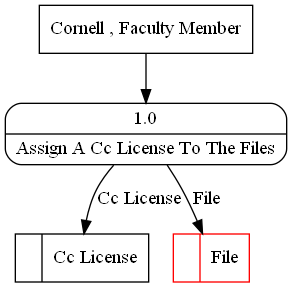 Cornell , Faculty Member
1.0
Assign A Cc License To The Files
Cc License
File
Cc License
File